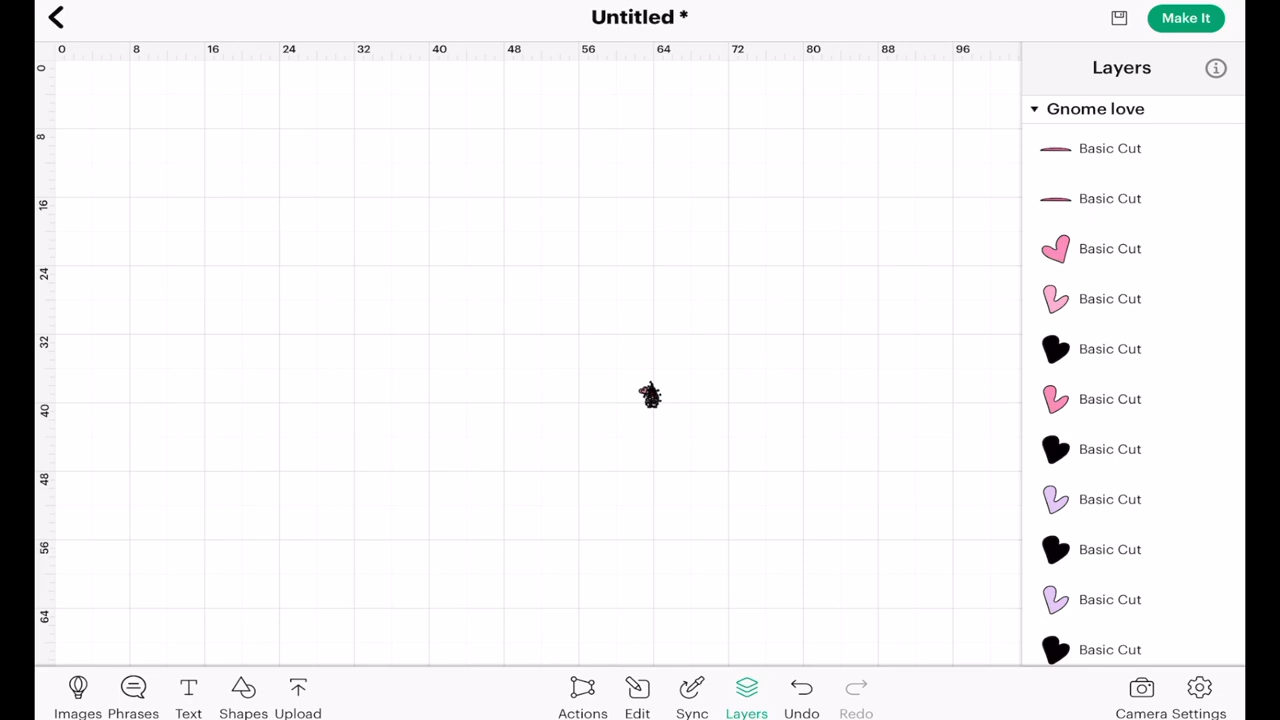 Untitled *
Make It
0 8 16 24 32 40 48 56 64 72 80 88 96
Layers
0
8
16
24
32
40
48
56
64
Gnome love
Basic Cut
Basic Cut
Basic Cut
Basic Cut
Basic Cut
Basic Cut
Basic Cut
Basic Cut
Basic Cut
Basic Cut
Basic Cut
Images Phrases Text Shapes Upload Actions Edit Sync Layers Undo Redo Camera Settings